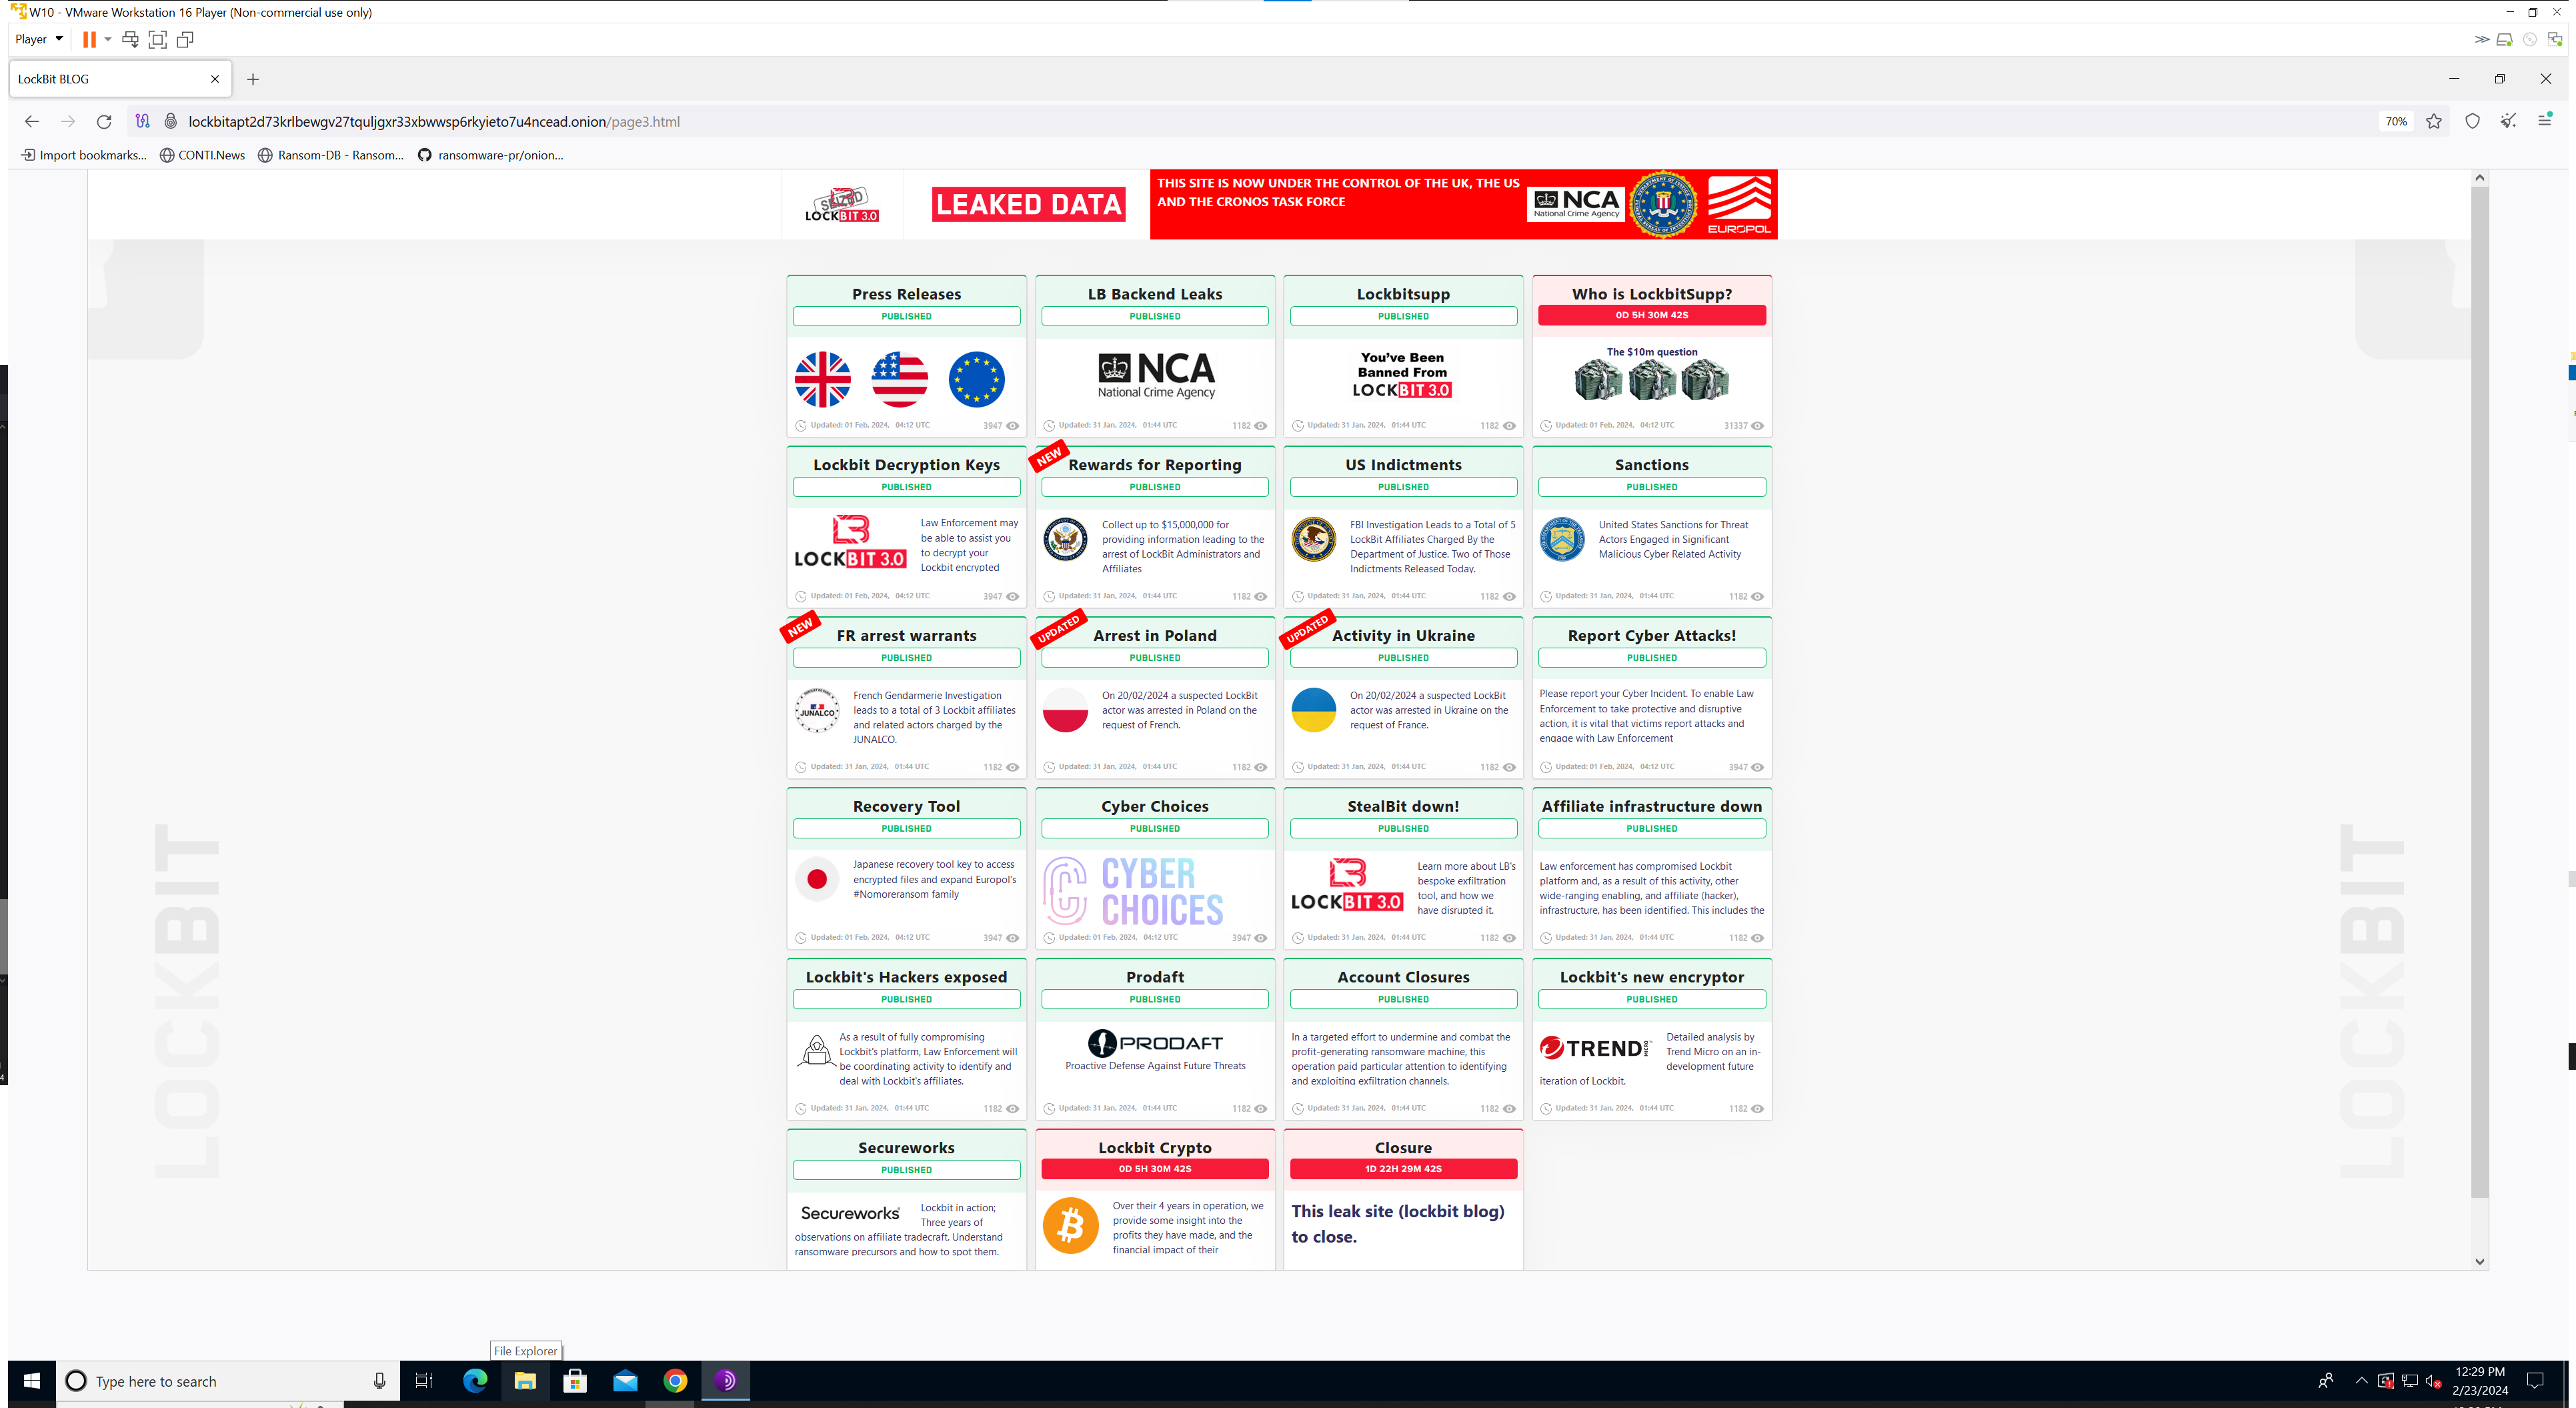 W10 - VMware Workstation 16 Player (Non-commercial use only)
Player
LockBit BLOG
lockbitapt2d73krlbewgv27tquljgxr33xbwwsp6rkyieto7u4ncead.onion/page3.html
70%
Import bookmarks...
CONTI.News
Ransom-DB - Ransom...
ransomware-pr/onion...
SEIZED
LOCKBIT 3.0
LEAKED DATA
THIS SITE IS NOW UNDER THE CONTROL OF THE UK, THE US
AND THE CRONOS TASK FORCE
NCA
National Crime Agency
EUROPOL
Press Releases
PUBLISHED
Updated: 01 Feb, 2024, 04:12 UTC
3947
LB Backend Leaks
PUBLISHED
NCA
National Crime Agency
Updated: 31 Jan, 2024, 01:44 UTC
1182
Lockbitsupp
PUBLISHED
You've Been
Banned From
LOCKBIT 3.0
Updated: 31 Jan, 2024, 01:44 UTC
1182
Who is LockbitSupp?
0D 5H 30M 42S
The $10m question
Updated: 01 Feb, 2024, 04:12 UTC
31337
Lockbit Decryption Keys
PUBLISHED
LOCKBIT 3.0
Law Enforcement may
be able to assist you
to decrypt your
Lockbit encrypted
Updated: 01 Feb, 2024, 04:12 UTC
3947
NEW
Rewards for Reporting
PUBLISHED
Collect up to $15,000,000 for
providing information leading to the
arrest of LockBit Administrators and
Affiliates
Updated: 31 Jan, 2024, 01:44 UTC
1182
US Indictments
PUBLISHED
FBI Investigation Leads to a Total of 5
LockBit Affiliates Charged By the
Department of Justice. Two of Those
Indictments Released Today.
Updated: 31 Jan, 2024, 01:44 UTC
1182
Sanctions
PUBLISHED
United States Sanctions for Threat
Actors Engaged in Significant
Malicious Cyber Related Activity
Updated: 31 Jan, 2024, 01:44 UTC
1182
NEW
FR arrest warrants
PUBLISHED
JUNALCO
French Gendarmerie Investigation
leads to a total of 3 Lockbit affiliates
and related actors charged by the
JUNALCO.
Updated: 31 Jan, 2024, 01:44 UTC
1182
UPDATED
Arrest in Poland
PUBLISHED
On 20/02/2024 a suspected LockBit
actor was arrested in Poland on the
request of French.
Updated: 31 Jan, 2024, 01:44 UTC
1182
UPDATED
Activity in Ukraine
PUBLISHED
On 20/02/2024 a suspected LockBit
actor was arrested in Ukraine on the
request of France.
Updated: 31 Jan, 2024, 01:44 UTC
1182
Report Cyber Attacks!
PUBLISHED
Please report your Cyber Incident. To enable Law
Enforcement to take protective and disruptive
action, it is vital that victims report attacks and
engage with Law Enforcement
Updated: 01 Feb, 2024, 04:12 UTC
3947
Recovery Tool
PUBLISHED
Japanese recovery tool key to access
encrypted files and expand Europol's
#Nomoreransom family
Updated: 01 Feb, 2024, 04:12 UTC
3947
Cyber Choices
PUBLISHED
CYBER
CHOICES
Updated: 01 Feb, 2024, 04:12 UTC
3947
StealBit down!
PUBLISHED
LOCKBIT 3.0
Learn more about LB's
bespoke exfiltration
tool, and how we
have disrupted it.
Updated: 31 Jan, 2024, 01:44 UTC
1182
Affiliate infrastructure down
PUBLISHED
Law enforcement has compromised Lockbit
platform and, as a result of this activity, other
wide-ranging enabling, and affiliate (hacker),
infrastructure, has been identified. This includes the
Updated: 31 Jan, 2024, 01:44 UTC
1182
Lockbit's Hackers exposed
PUBLISHED
As a result of fully compromising
Lockbit's platform, Law Enforcement will
be coordinating activity to identify and
deal with Lockbit's affiliates.
Updated: 31 Jan, 2024, 01:44 UTC
1182
Prodaft
PUBLISHED
PRODAFT
Proactive Defense Against Future Threats
Updated: 31 Jan, 2024, 01:44 UTC
1182
Account Closures
PUBLISHED
In a targeted effort to undermine and combat the
profit-generating ransomware machine, this
operation paid particular attention to identifying
and exploiting exfiltration channels.
Updated: 31 Jan, 2024, 01:44 UTC
1182
Lockbit's new encryptor
PUBLISHED
TREND MICRO
Detailed analysis by
Trend Micro on an in-
development future
iteration of Lockbit.
Updated: 31 Jan, 2024, 01:44 UTC
1182
Secureworks
PUBLISHED
Secureworks
Lockbit in action;
Three years of
observations on affiliate tradecraft. Understand
ransomware precursors and how to spot them.
Lockbit Crypto
0D 5H 30M 42S
Over their 4 years in operation, we
provide some insight into the
profits they have made, and the
financial impact of their
Closure
1D 22H 29M 42S
This leak site (lockbit blog)
to close.
LOCKBIT
LOCKBIT
File Explorer
Type here to search
12:29 PM
2/23/2024